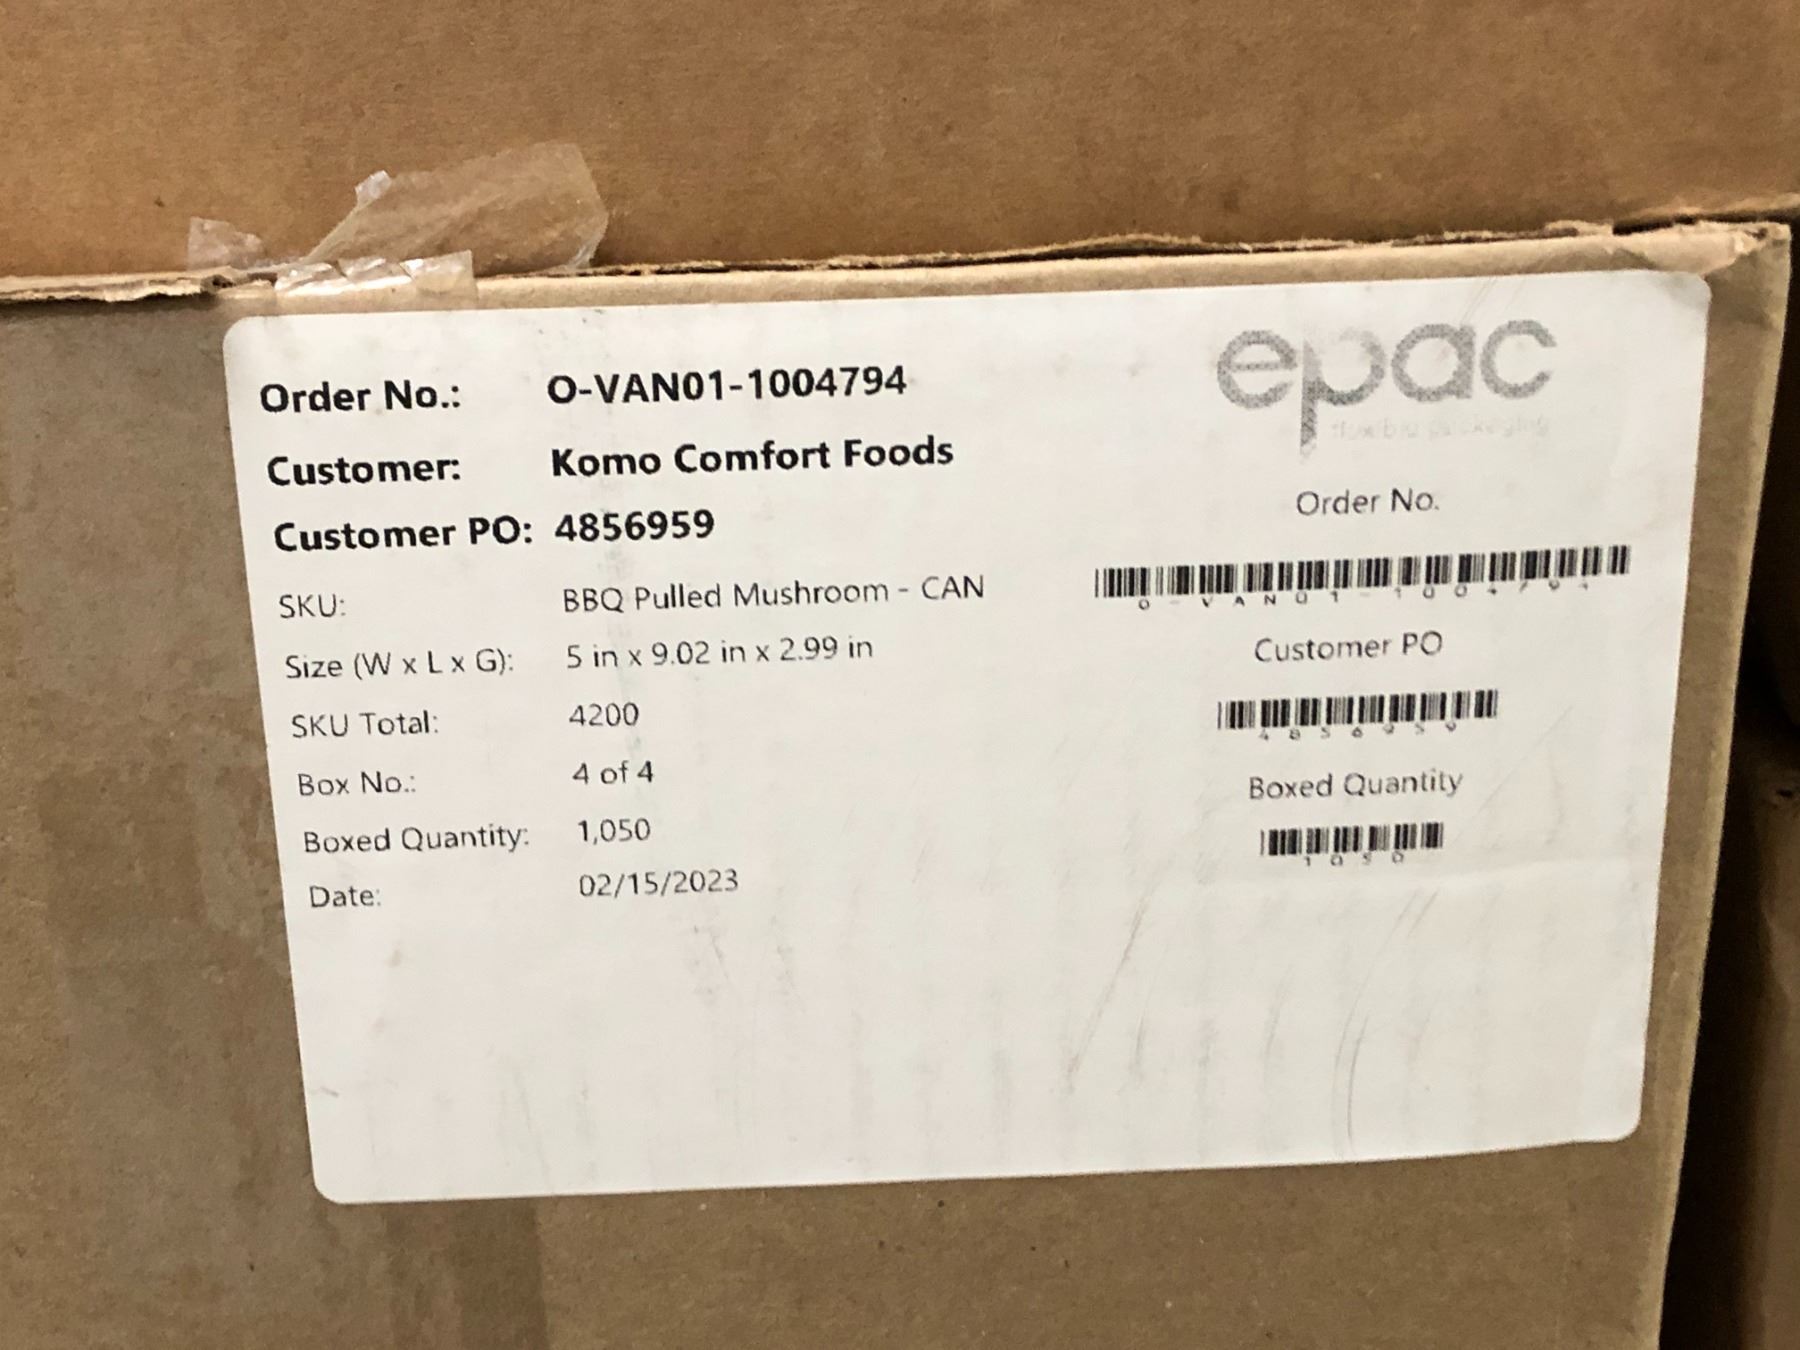 epac
flexible packaging
Order No.: O-VAN01-1004794
Customer: Komo Comfort Foods
Customer PO: 4856959
SKU: BBQ Pulled Mushroom - CAN
Size (W x L x G): 5 in x 9.02 in x 2.99 in
SKU Total: 4200
Box No.: 4 of 4
Boxed Quantity: 1,050
Date: 02/15/2023
Order No.
O-VAN01-1004794
Customer PO
4856959
Boxed Quantity
1050